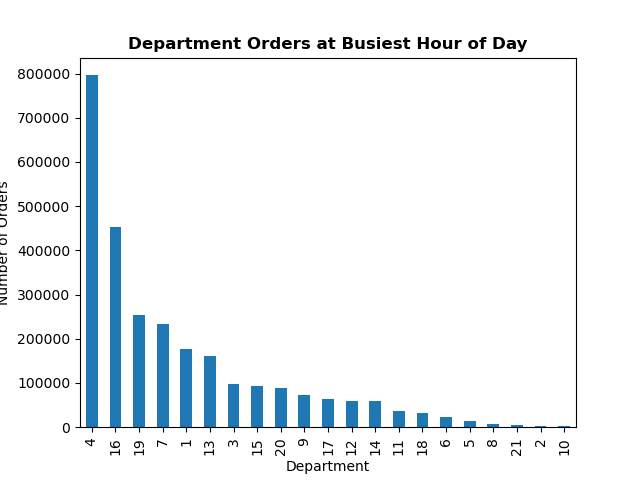 Department Orders at Busiest Hour of Day
800000
700000
600000
500000
400000
300000
200000
100000
0
Number of Orders
4 16 19 7 1 13 3 15 20 9 17 12 14 11 18 6 5 8 21 2 10
Department